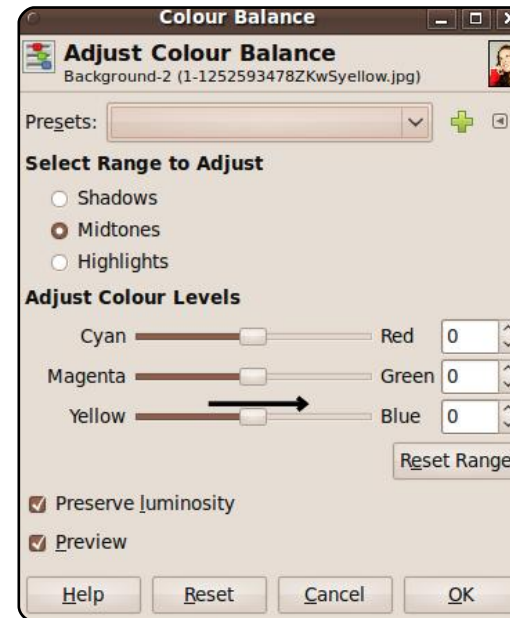 Colour Balance
Adjust Colour Balance
Background-2 (1-1252593478ZKwSyellow.jpg)
Presets:
Select Range to Adjust
Shadows
Midtones
Highlights
Adjust Colour Levels
Cyan Red 0
Magenta Green 0
Yellow Blue 0
Reset Range
Preserve luminosity
Preview
Help Reset Cancel OK